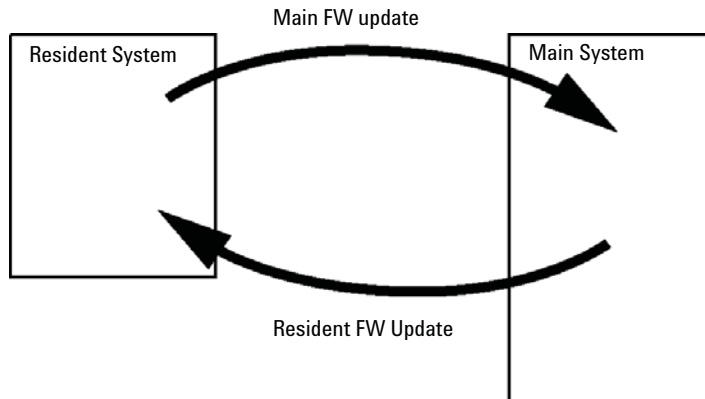 Main FW update
Resident System
Main System
Resident FW Update